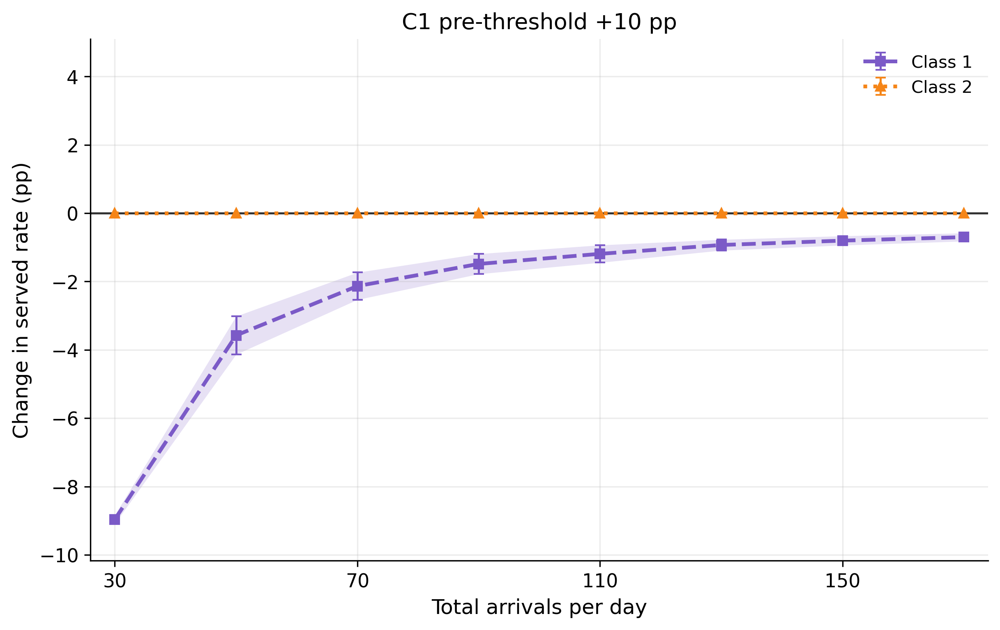 C1 pre-threshold +10 pp
Class 1
Class 2
Change in served rate (pp)
4
2
0
−2
−4
−6
−8
−10
30 70 110 150
Total arrivals per day